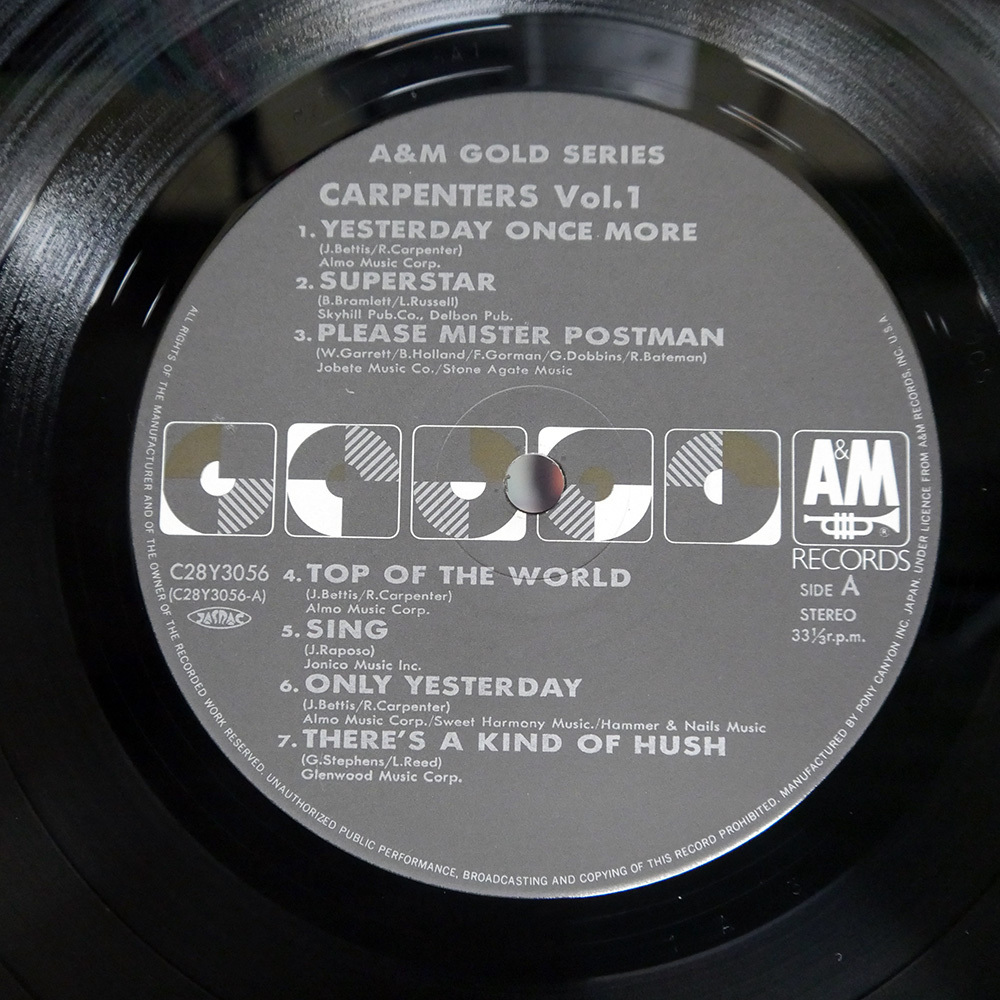 A&M GOLD SERIES
CARPENTERS Vol.1
1. YESTERDAY ONCE MORE
(J.Bettis/R.Carpenter)
Almo Music Corp.
2. SUPERSTAR
(B.Bramlett/L.Russell)
Skyhill Pub.Co., Delbon Pub.
3. PLEASE MISTER POSTMAN
(W.Garrett/B.Holland/F.Gorman/G.Dobbins/R.Bateman)
Jobete Music Co./Stone Agate Music
A&M
®
RECORDS
C28Y3056
(C28Y3056-A)
JASRAC
SIDE A
STEREO
33⅓r.p.m.
4. TOP OF THE WORLD
(J.Bettis/R.Carpenter)
Almo Music Corp.
5. SING
(J.Raposo)
Jonico Music Inc.
6. ONLY YESTERDAY
(J.Bettis/R.Carpenter)
Almo Music Corp./Sweet Harmony Music./Hammer & Nails Music
7. THERE'S A KIND OF HUSH
(G.Stephens/L.Reed)
Glenwood Music Corp.
ALL RIGHTS OF THE MANUFACTURER AND OF THE OWNER OF THE RECORDED WORK RESERVED. UNAUTHORIZED PUBLIC PERFORMANCE, BROADCASTING AND COPYING OF THIS RECORD PROHIBITED. MANUFACTURED BY PONY CANYON INC. JAPAN. UNDER LICENCE FROM A&M RECORDS, INC. U.S.A